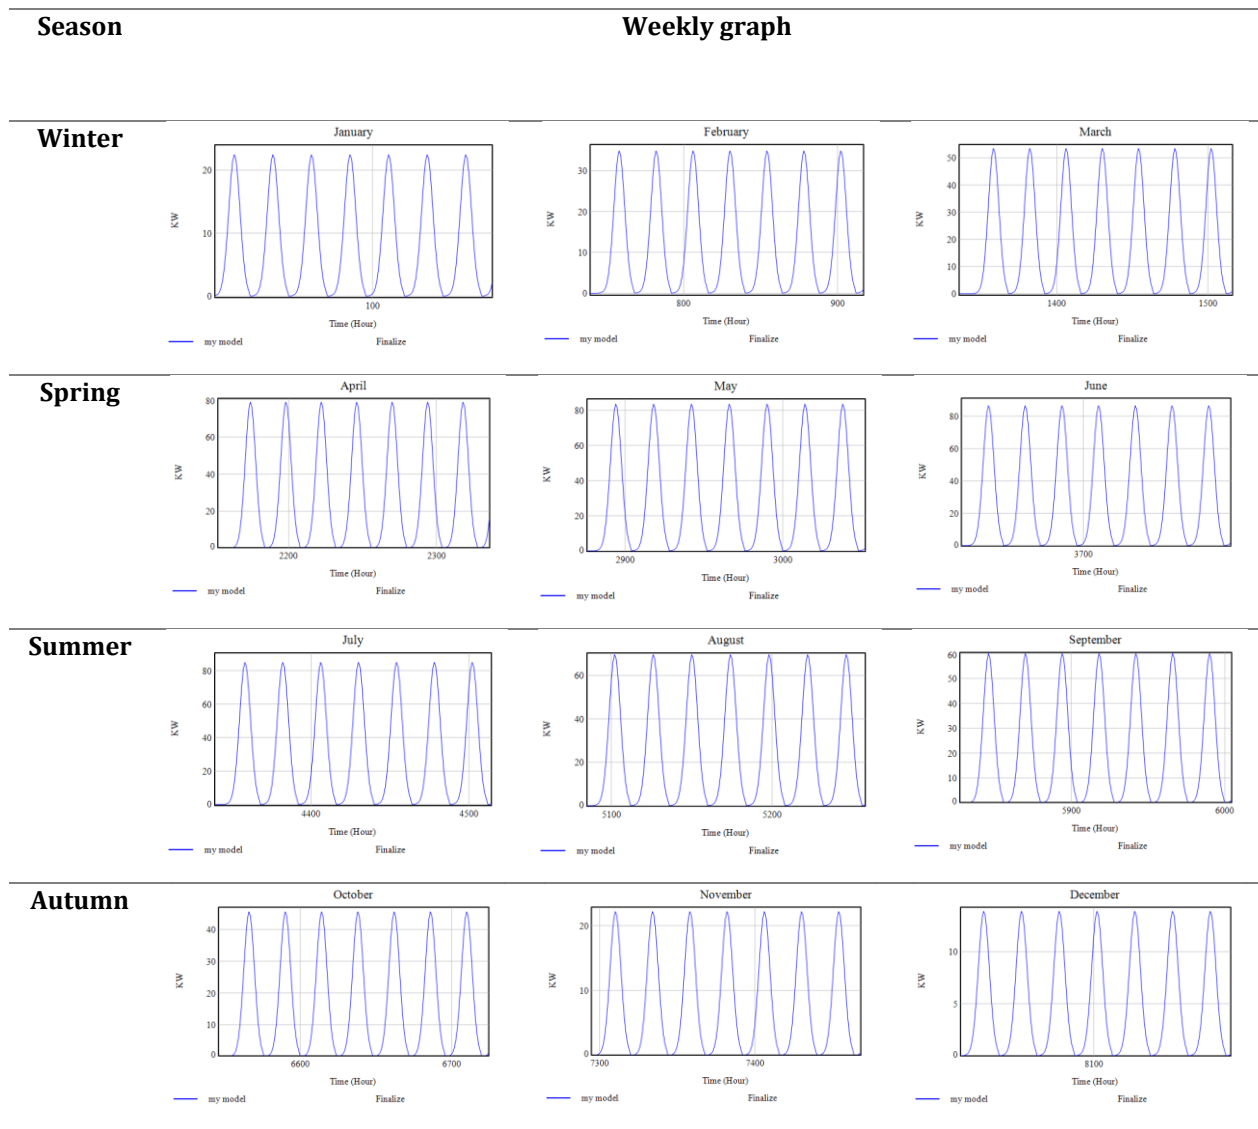 Season Weekly graph
Winter
January
20
10
0
KW
100
Time (Hour)
my model Finalize
February
30
20
10
0
KW
800 900
Time (Hour)
my model Finalize
March
50
40
30
20
10
0
KW
1400 1500
Time (Hour)
my model Finalize
Spring
April
80
60
40
20
0
KW
2200 2300
Time (Hour)
my model Finalize
May
80
60
40
20
0
KW
2900 3000
Time (Hour)
my model Finalize
June
80
60
40
20
0
KW
3700
Time (Hour)
my model Finalize
Summer
July
80
60
40
20
0
KW
4400 4500
Time (Hour)
my model Finalize
August
60
40
20
0
KW
5100 5200
Time (Hour)
my model Finalize
September
60
50
40
30
20
10
0
KW
5900 6000
Time (Hour)
my model Finalize
Autumn
October
40
30
20
10
0
KW
6600 6700
Time (Hour)
my model Finalize
November
20
10
0
KW
7300 7400
Time (Hour)
my model Finalize
December
10
5
0
KW
8100
Time (Hour)
my model Finalize